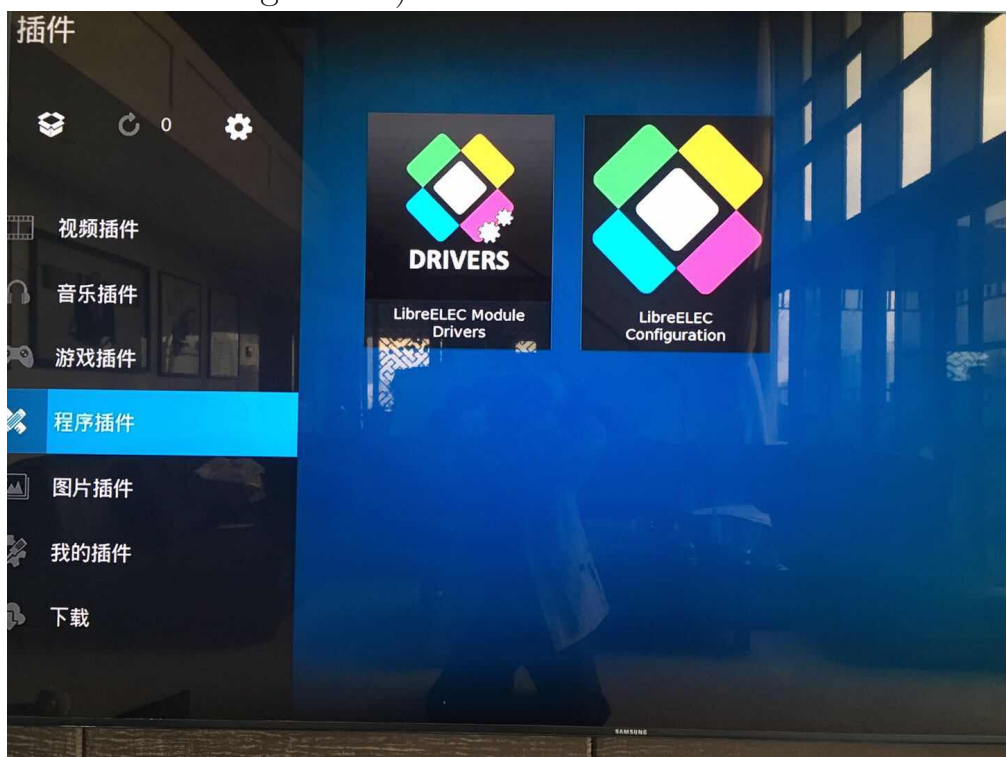 插件
0
视频插件
音乐插件
游戏插件
程序插件
图片插件
我的插件
下载
DRIVERS
LibreELEC Module
Drivers
LibreELEC
Configuration
SAMSUNG